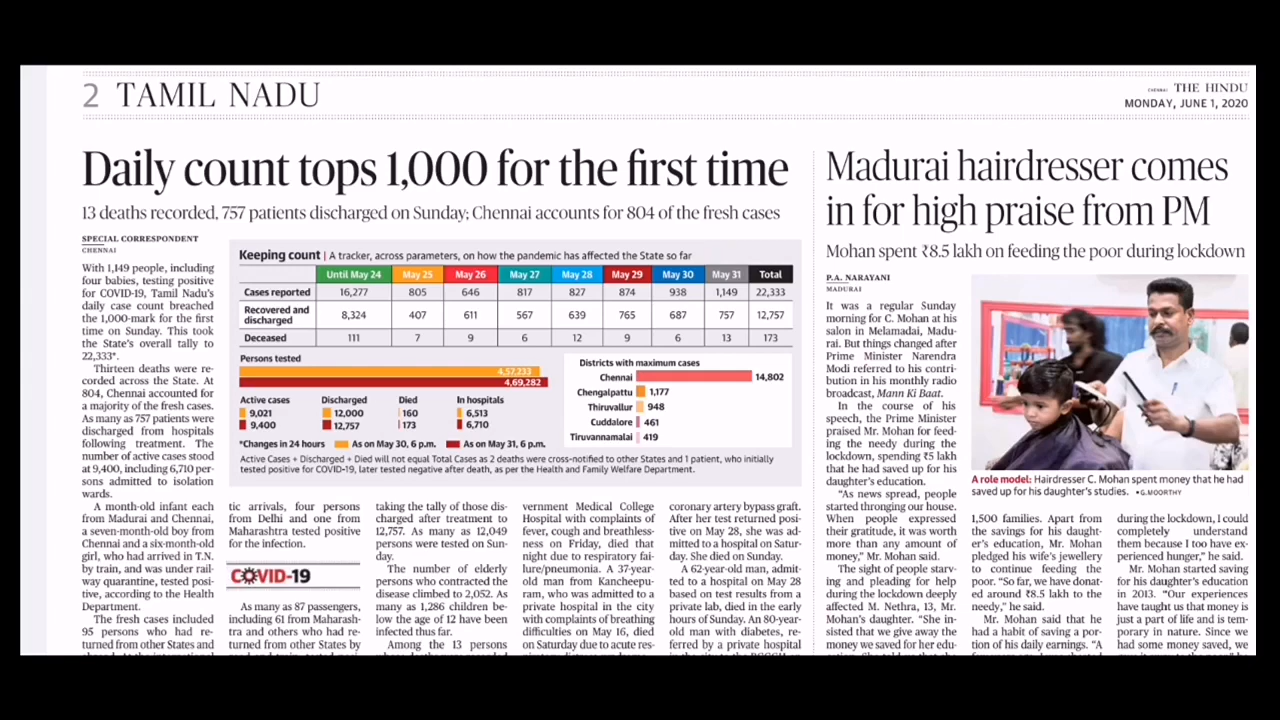 2 TAMIL NADU
CHENNAI THE HINDU
MONDAY, JUNE 1, 2020
Daily count tops 1,000 for the first time
13 deaths recorded, 757 patients discharged on Sunday; Chennai accounts for 804 of the fresh cases
SPECIAL CORRESPONDENT
CHENNAI
With 1,149 people, including
four babies, testing positive
for COVID-19, Tamil Nadu's
daily case count breached
the 1,000-mark for the first
time on Sunday. This took
the State's overall tally to
22,333*.
Thirteen deaths were re-
corded across the State. At
804, Chennai accounted for
a majority of the fresh cases.
As many as 757 patients were
discharged from hospitals
following treatment. The
number of active cases stood
at 9,400, including 6,710 per-
sons admitted to isolation
wards.
A month-old infant each
from Madurai and Chennai,
a seven-month-old boy from
Chennai and a six-month-old
girl, who had arrived in T.N.
by train, and was under rail-
way quarantine, tested posi-
tive, according to the Health
Department.
The fresh cases included
95 persons who had re-
turned from other States and
Keeping count | A tracker, across parameters, on how the pandemic has affected the State so far
Until May 24 May 25 May 26 May 27 May 28 May 29 May 30 May 31 Total
Cases reported 16,277 805 646 817 827 874 938 1,149 22,333
Recovered and
discharged 8,324 407 611 567 639 765 687 757 12,757
Deceased 111 7 9 6 12 9 6 13 173
Persons tested
4,57,233
4,69,282
Active cases Discharged Died In hospitals
9,021 12,000 160 6,513
9,400 12,757 173 6,710
*Changes in 24 hours As on May 30, 6 p.m. As on May 31, 6 p.m.
Districts with maximum cases
Chennai 14,802
Chengalpattu 1,177
Thiruvallur 948
Cuddalore 461
Tiruvannamalai 419
Active Cases + Discharged + Died will not equal Total Cases as 2 deaths were cross-notified to other States and 1 patient, who initially
tested positive for COVID-19, later tested negative after death, as per the Health and Family Welfare Department.
tic arrivals, four persons
from Delhi and one from
Maharashtra tested positive
for the infection.
COVID-19
As many as 87 passengers,
including 61 from Maharash-
tra and others who had re-
turned from other States by
taking the tally of those dis-
charged after treatment to
12,757. As many as 12,049
persons were tested on Sun-
day.
The number of elderly
persons who contracted the
disease climbed to 2,052. As
many as 1,286 children be-
low the age of 12 have been
infected thus far.
Among the 13 persons
vernment Medical College
Hospital with complaints of
fever, cough and breathless-
ness on Friday, died that
night due to respiratory fai-
lure/pneumonia. A 37-year-
old man from Kancheepu-
ram, who was admitted to a
private hospital in the city
with complaints of breathing
difficulties on May 16, died
on Saturday due to acute res-
coronary artery bypass graft.
After her test returned posi-
tive on May 28, she was ad-
mitted to a hospital on Satur-
day. She died on Sunday.
A 62-year-old man, admit-
ted to a hospital on May 28
based on test results from a
private lab, died in the early
hours of Sunday. An 80-year-
old man with diabetes, re-
ferred by a private hospital
Madurai hairdresser comes
in for high praise from PM
Mohan spent ₹8.5 lakh on feeding the poor during lockdown
P.A. NARAYANI
MADURAI
It was a regular Sunday
morning for C. Mohan at his
salon in Melamadai, Madu-
rai. But things changed after
Prime Minister Narendra
Modi referred to his contri-
bution in his monthly radio
broadcast, Mann Ki Baat.
In the course of his
speech, the Prime Minister
praised Mr. Mohan for feed-
ing the needy during the
lockdown, spending ₹5 lakh
that he had saved up for his
daughter's education.
"As news spread, people
started thronging our house.
When people expressed
their gratitude, it was worth
more than any amount of
money," Mr. Mohan said.
The sight of people starv-
ing and pleading for help
during the lockdown deeply
affected M. Nethra, 13, Mr.
Mohan's daughter. "She in-
sisted that we give away the
money we saved for her edu-
A role model: Hairdresser C. Mohan spent money that he had
saved up for his daughter's studies. •G.MOORTHY
1,500 families. Apart from
the savings for his daught-
er's education, Mr. Mohan
pledged his wife's jewellery
to continue feeding the
poor. "So far, we have donat-
ed around ₹8.5 lakh to the
needy," he said.
Mr. Mohan said that he
had a habit of saving a por-
tion of his daily earnings. "A
during the lockdown, I could
completely understand
them because I too have ex-
perienced hunger," he said.
Mr. Mohan started saving
for his daughter's education
in 2013. "Our experiences
have taught us that money is
just a part of life and is tem-
porary in nature. Since we
had some money saved, we